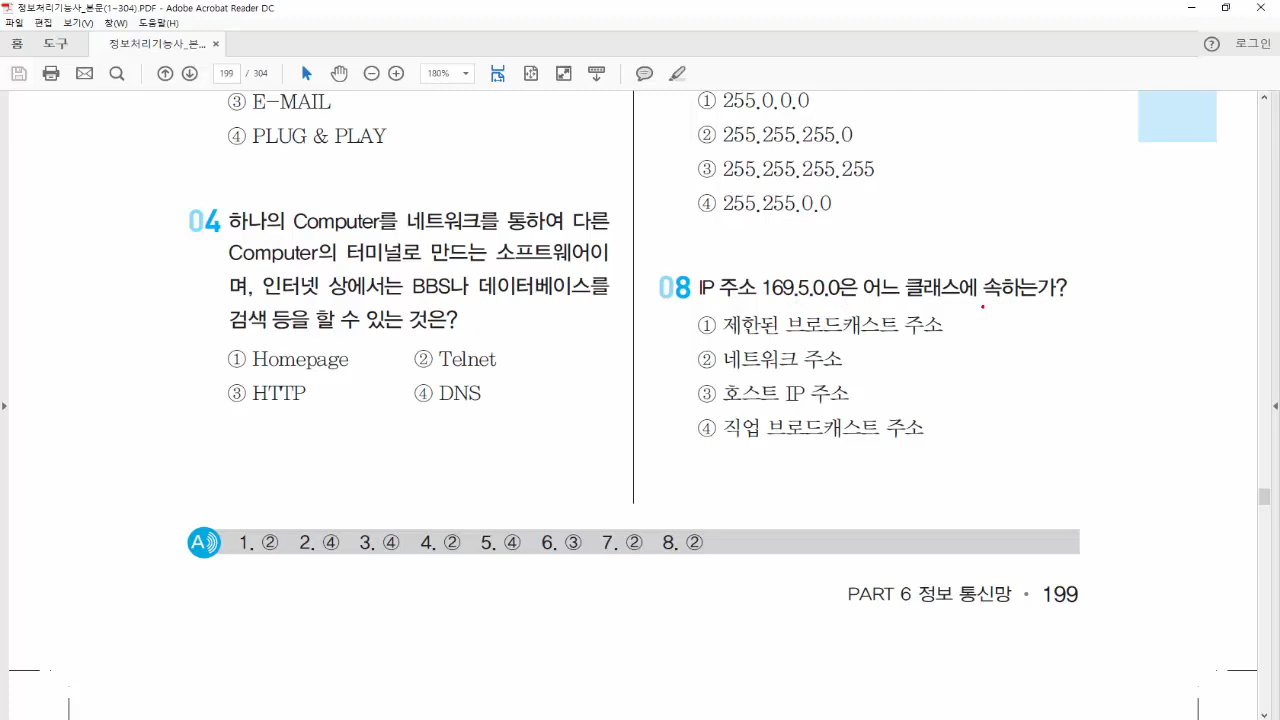 정보처리기능사_본문(1~304).PDF - Adobe Acrobat Reader DC
파일 편집 보기(V) 창(W) 도움말(H)
홈 도구 정보처리기능사_본... × 로그인
199 / 304 180%
③ E-MAIL
④ PLUG & PLAY
04 하나의 Computer를 네트워크를 통하여 다른
Computer의 터미널로 만드는 소프트웨어이
며, 인터넷 상에서는 BBS나 데이터베이스를
검색 등을 할 수 있는 것은?
① Homepage ② Telnet
③ HTTP ④ DNS
① 255.0.0.0
② 255.255.255.0
③ 255.255.255.255
④ 255.255.0.0
08 IP 주소 169.5.0.0은 어느 클래스에 속하는가?
① 제한된 브로드캐스트 주소
② 네트워크 주소
③ 호스트 IP 주소
④ 직업 브로드캐스트 주소
A 1. ② 2. ④ 3. ④ 4. ② 5. ④ 6. ③ 7. ② 8. ②
PART 6 정보 통신망 • 199